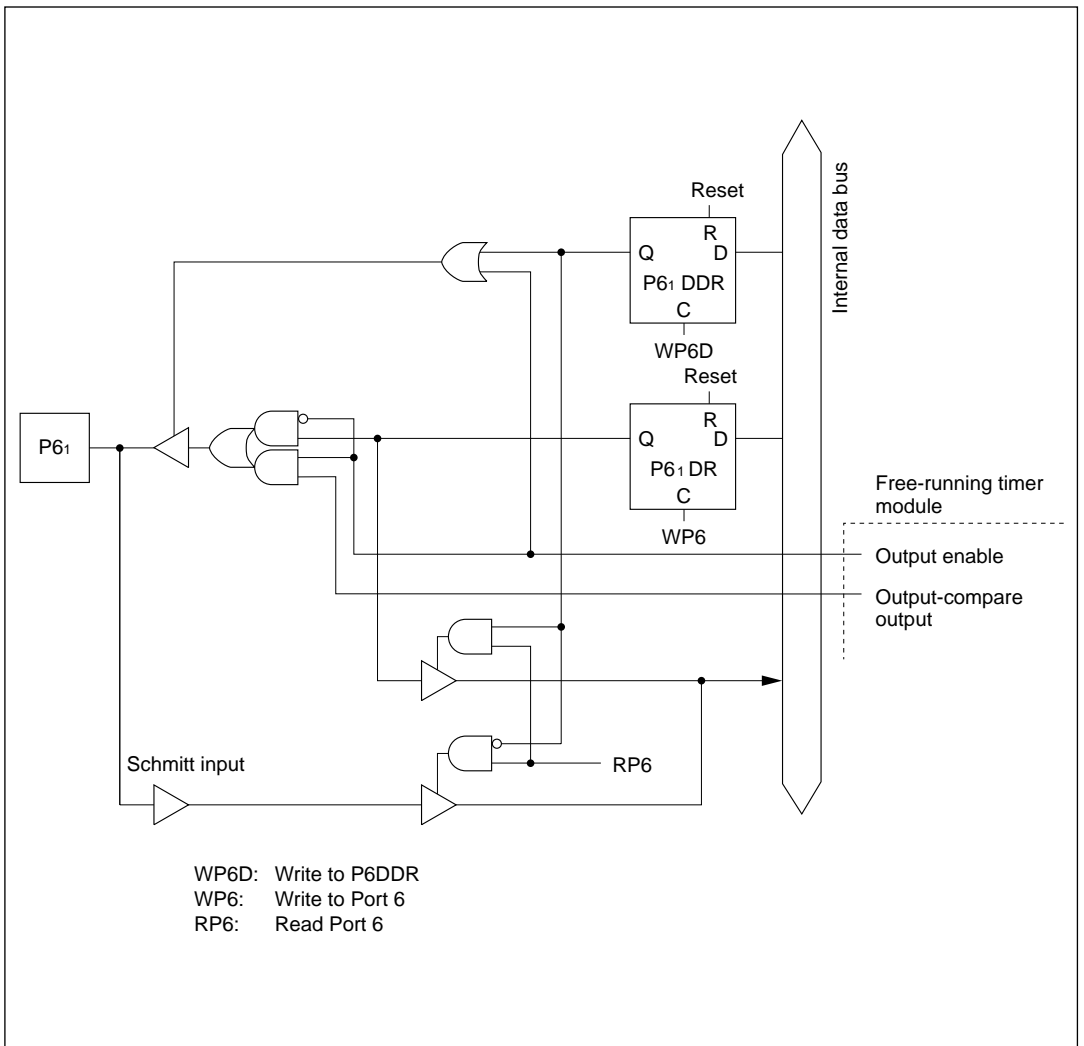 Reset
R
Q D
P6₁ DDR
C
WP6D
Internal data bus
Reset
R
Q D
P6₁ DR
C
WP6
P6₁
Free-running timer
module
Output enable
Output-compare
output
RP6
Schmitt input
WP6D: Write to P6DDR
WP6: Write to Port 6
RP6: Read Port 6